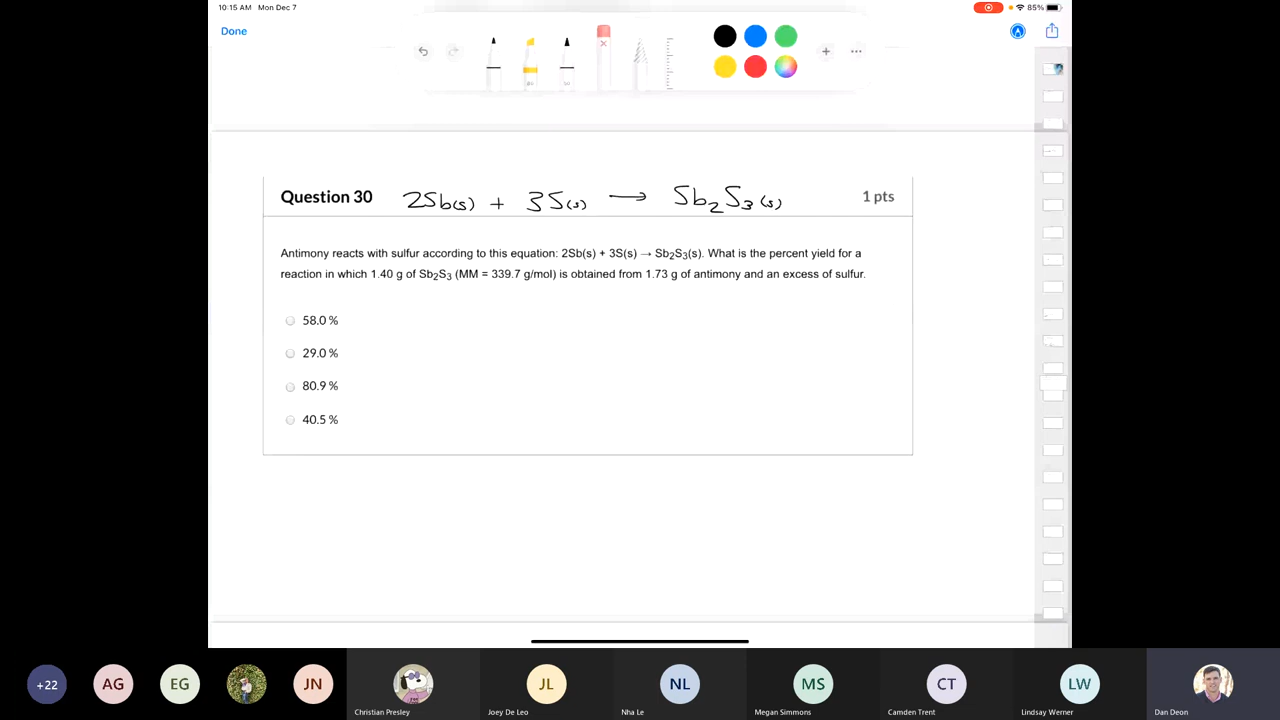 10:15 AM Mon Dec 7
85%
Done
Question 30 2Sb(s) + 3S(s) → Sb₂S₃(s) 1 pts
Antimony reacts with sulfur according to this equation: 2Sb(s) + 3S(s) → Sb₂S₃(s). What is the percent yield for a
reaction in which 1.40 g of Sb₂S₃ (MM = 339.7 g/mol) is obtained from 1.73 g of antimony and an excess of sulfur.
58.0 %
29.0 %
80.9 %
40.5 %
+22 AG EG JN JL NL MS CT LW
Christian Presley Joey De Leo Nha Le Megan Simmons Camden Trent Lindsay Werner Dan Deon